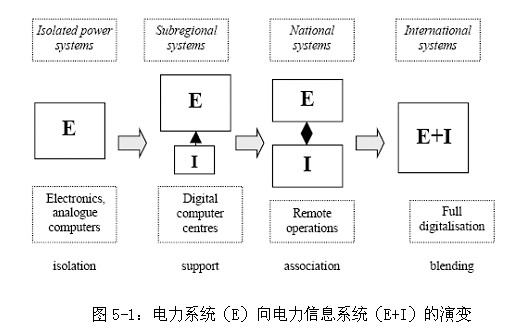 Isolated power
systems
Subregional
systems
National
systems
International
systems
E
E
I
E
I
E+I
Electronics,
analogue
computers
Digital
computer
centres
Remote
operations
Full
digitalisation
isolation
support
association
blending
图 5-1：电力系统（E）向电力信息系统（E+I）的演变